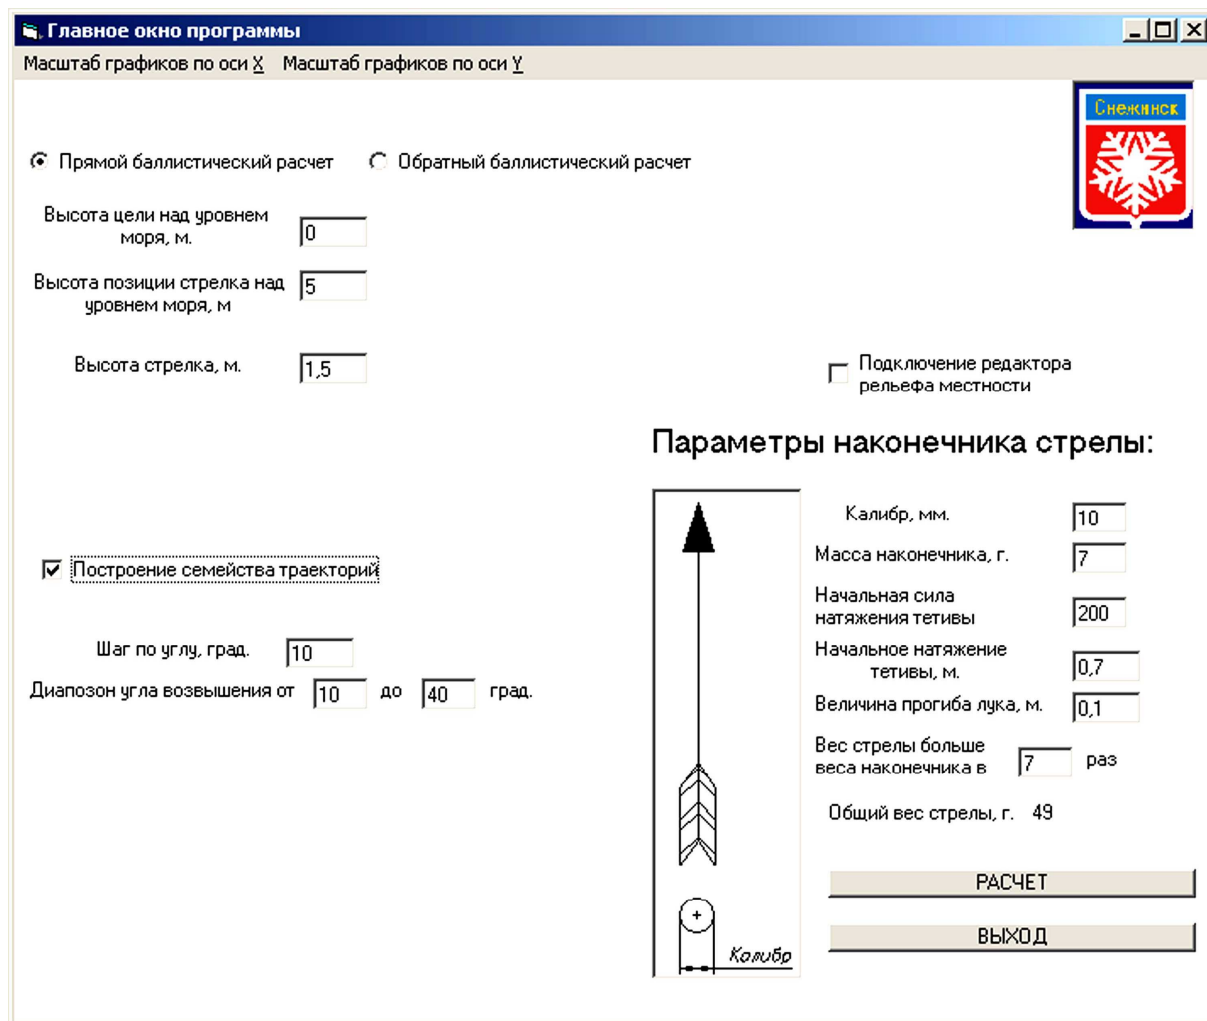 Главное окно программы
Масштаб графиков по оси X Масштаб графиков по оси Y
Снежинск
Прямой баллистический расчет Обратный баллистический расчет
Высота цели над уровнем
моря, м.
0
Высота позиции стрелка над
уровнем моря, м
5
Высота стрелка, м.
1,5
Подключение редактора
рельефа местности
Построение семейства траекторий
Шаг по углу, град.
10
Диапозон угла возвышения от 10 до 40 град.
Параметры наконечника стрелы:
Калибр
Калибр, мм.
10
Масса наконечника, г.
7
Начальная сила
натяжения тетивы
200
Начальное натяжение
тетивы, м.
0,7
Величина прогиба лука, м.
0,1
Вес стрелы больше
веса наконечника в
7 раз
Общий вес стрелы, г. 49
РАСЧЕТ
ВЫХОД